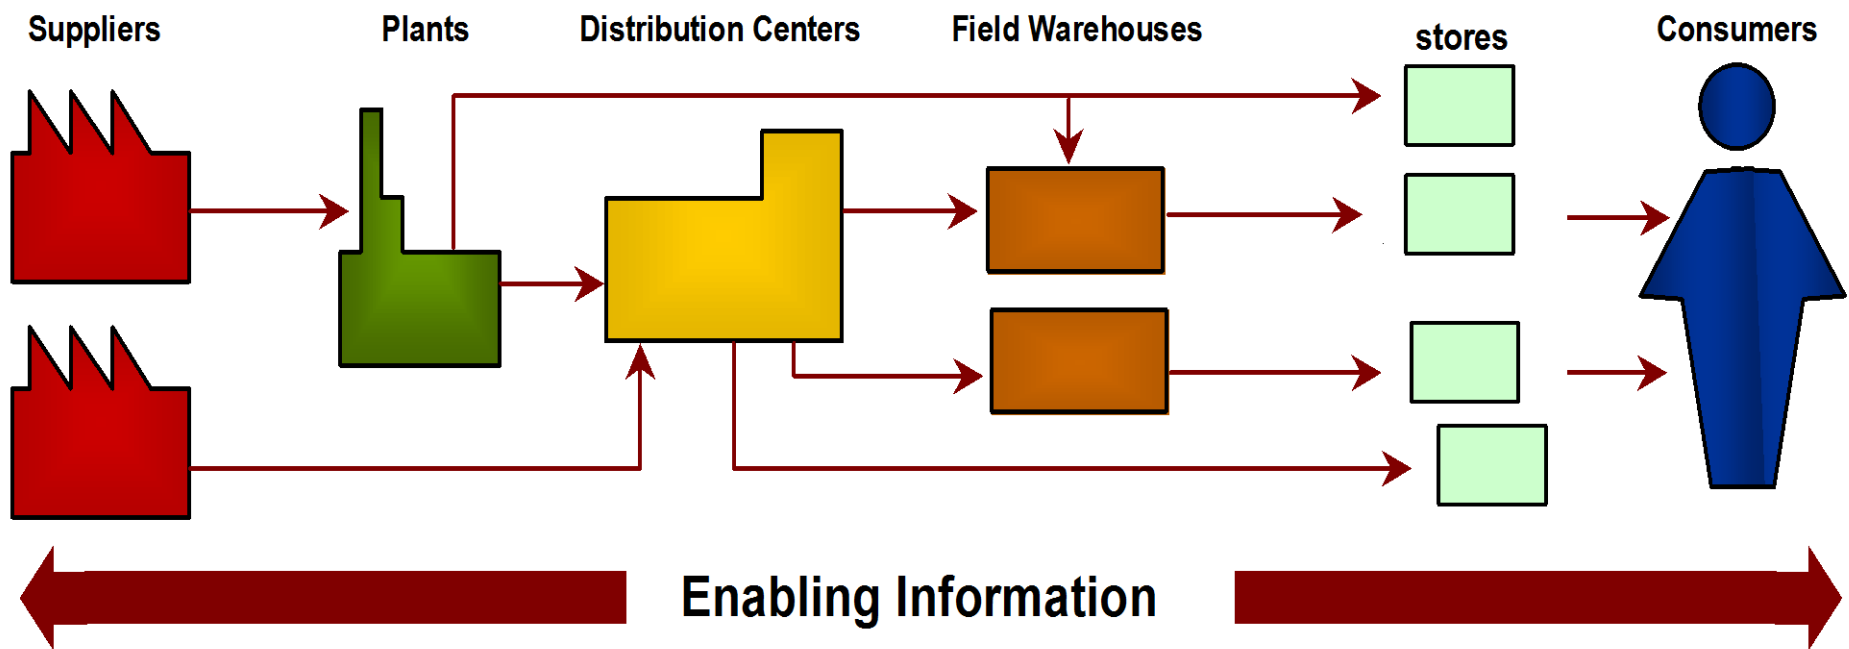 Suppliers
Plants
Distribution Centers
Field Warehouses
stores
Consumers
Enabling Information